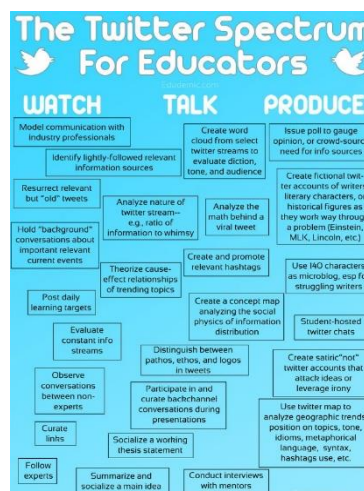 The Twitter Spectrum
For Educators
Edudemic.com
WATCH
TALK
PRODUCE
Model communication with
industry professionals
Identify lightly-followed relevant
information sources
Resurrect relevant
but "old" tweets
Hold "background"
conversations about
important relevant
current events
Post daily
learning targets
Evaluate
constant info
streams
Observe
conversations
between non-
experts
Curate
links
Follow
experts
Create word
cloud from select
twitter streams to
evaluate diction,
tone, and audience
Analyze nature of
twitter stream—
e.g., ratio of
information to whimsy
Analyze the
math behind a
viral tweet
Theorize cause-
effect relationships
of trending topics
Create and promote
relevant hashtags
Create a concept map
analyzing the social
physics of information
distribution
Distinguish between
pathos, ethos, and logos
in tweets
Participate in and
curate backchannel
conversations during
presentations
Socialize a working
thesis statement
Summarize and
socialize a main idea
Conduct interviews
with mentors
Issue poll to gauge
opinion, or crowd-source
need for info sources
Create fictional twit-
ter accounts of writers,
literary characters, or
historical figures as
they work way through
a problem (Einstein,
MLK, Lincoln, etc.)
Use 140 characters
as microblog, esp for
struggling writers
Student-hosted
twitter chats
Create satiric "not"
twitter accounts that
attack ideas or
leverage irony
Use twitter map to
analyze geographic trends,
position on topics, tone,
idioms, metaphorical
language, syntax,
hashtags use, etc.